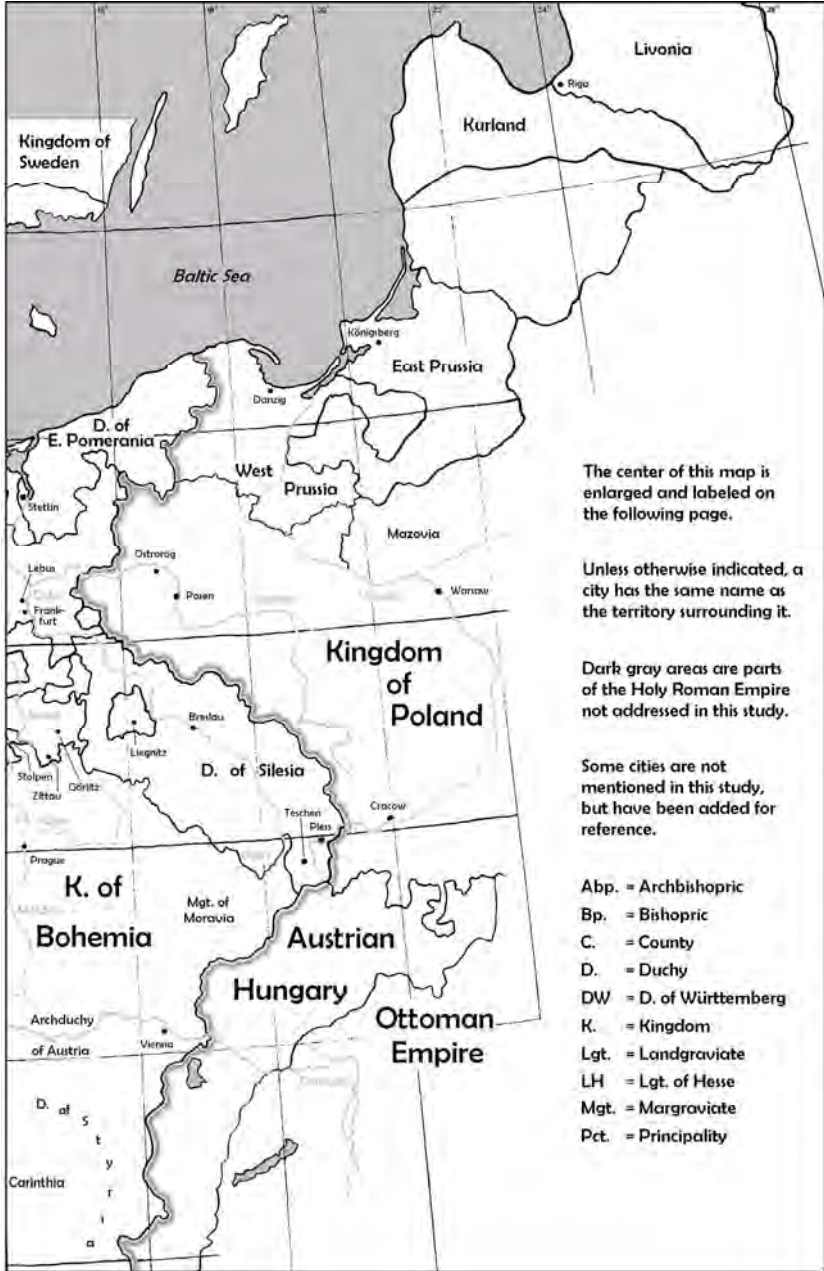 Livonia
Riga
Kurland
Kingdom of
Sweden
Baltic Sea
Königsberg
East Prussia
Danzig
D. of
E. Pomerania
West
Prussia
Stetlin
Mazovia
Ostrorog
Lebus
Posen
Warsaw
Frank-
furt
Kingdom
of
Poland
Breslau
Liegnitz
D. of Silesia
Stolpen
Görlitz
Zittau
Teschen
Pless
Cracow
Prague
K. of
Bohemia
Mgt. of
Moravia
Austrian
Hungary
Ottoman
Empire
Archduchy
of Austria
Vienna
D. of
S
t
y
r
i
a
Carinthia
The center of this map is
enlarged and labeled on
the following page.
Unless otherwise indicated, a
city has the same name as
the territory surrounding it.
Dark gray areas are parts
of the Holy Roman Empire
not addressed in this study.
Some cities are not
mentioned in this study,
but have been added for
reference.
Abp. = Archbishopric
Bp. = Bishopric
C. = County
D. = Duchy
DW = D. of Württemberg
K. = Kingdom
Lgt. = Landgraviate
LH = Lgt. of Hesse
Mgt. = Margraviate
Pct. = Principality